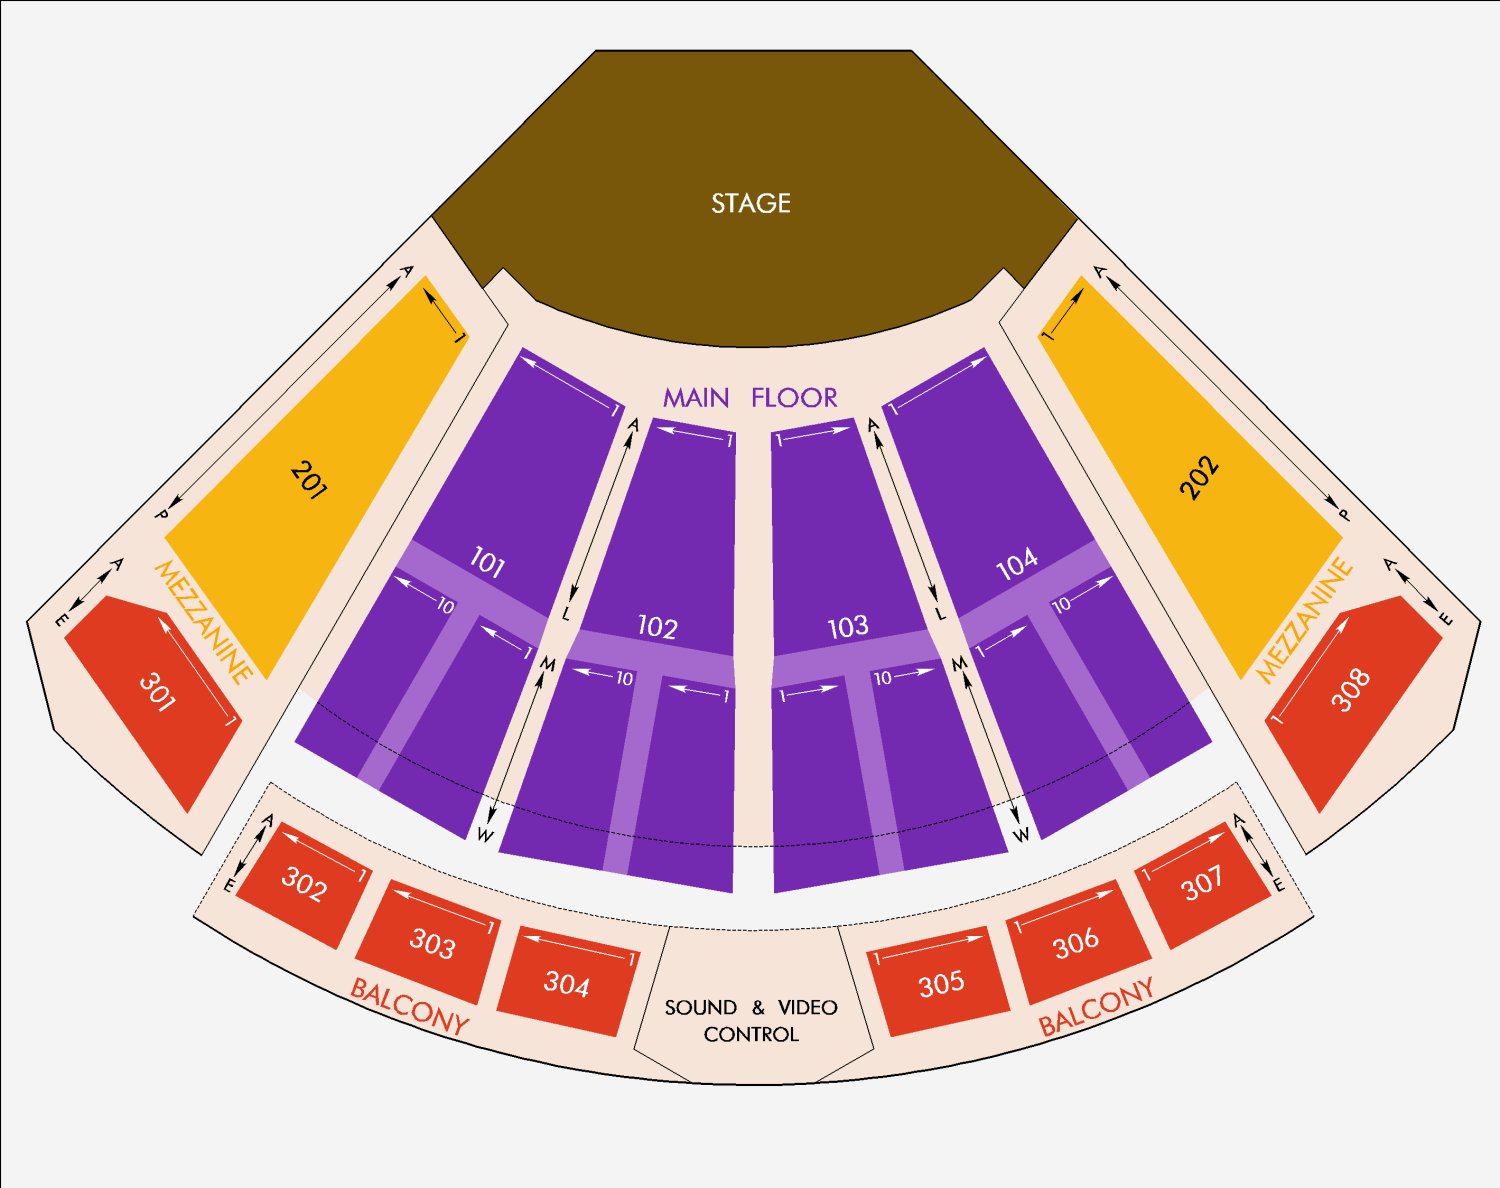 STAGE
MAIN FLOOR
A
A
A
A
1
1
1
1
1
1
201
202
P
P
101
104
102
103
A
E
A
E
MEZZANINE
MEZZANINE
10
1
10
1
1
10
1
10
L
L
M
M
W
W
301
1
308
1
A
E
302
1
303
1
304
1
BALCONY
305
1
306
1
307
1
A
E
BALCONY
SOUND & VIDEO
CONTROL